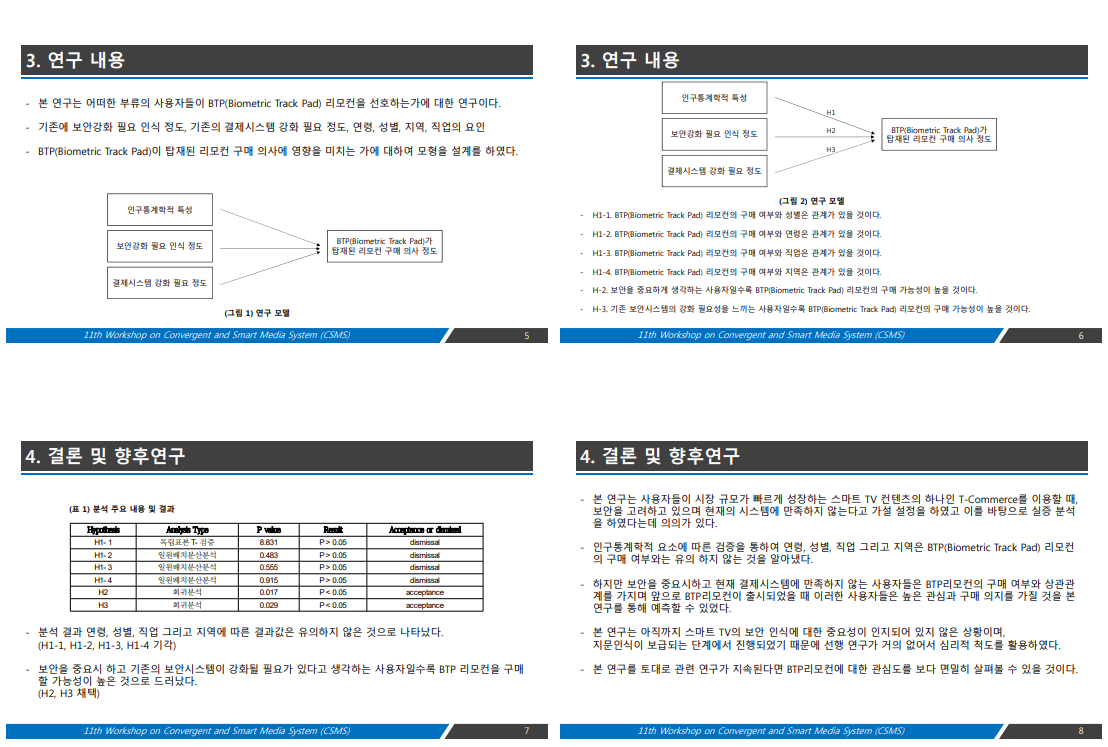 3. 연구 내용
- 본 연구는 어떠한 부류의 사용자들이 BTP(Biometric Track Pad) 리모컨을 선호하는가에 대한 연구이다.
- 기존에 보안강화 필요 인식 정도, 기존의 결제시스템 강화 필요 정도, 연령, 성별, 지역, 직업의 요인
- BTP(Biometric Track Pad)이 탑재된 리모컨 구매 의사에 영향을 미치는 가에 대하여 모형을 설계를 하였다.
인구통계학적 특성
보안강화 필요 인식 정도
결제시스템 강화 필요 정도
BTP(Biometric Track Pad)가
탑재된 리모컨 구매 의사 정도
(그림 1) 연구 모델
11th Workshop on Convergent and Smart Media System (CSMS)
5
3. 연구 내용
인구통계학적 특성
보안강화 필요 인식 정도
결제시스템 강화 필요 정도
H1
H2
H3
BTP(Biometric Track Pad)가
탑재된 리모컨 구매 의사 정도
(그림 2) 연구 모델
- H1-1. BTP(Biometric Track Pad) 리모컨의 구매 여부와 성별은 관계가 있을 것이다.
- H1-2. BTP(Biometric Track Pad) 리모컨의 구매 여부와 연령은 관계가 있을 것이다.
- H1-3. BTP(Biometric Track Pad) 리모컨의 구매 여부와 직업은 관계가 있을 것이다.
- H1-4. BTP(Biometric Track Pad) 리모컨의 구매 여부와 지역은 관계가 있을 것이다.
- H-2. 보안을 중요하게 생각하는 사용자일수록 BTP(Biometric Track Pad) 리모컨의 구매 가능성이 높을 것이다.
- H-3. 기존 보안시스템의 강화 필요성을 느끼는 사용자일수록 BTP(Biometric Track Pad) 리모컨의 구매 가능성이 높을 것이다.
11th Workshop on Convergent and Smart Media System (CSMS)
6
4. 결론 및 향후연구
(표 1) 분석 주요 내용 및 결과
Hypothesis Analysis Type P value Result Acceptance or dismissal
H1- 1 독립표본 T- 검증 8.831 P > 0.05 dismissal
H1- 2 일원배치분산분석 0.483 P > 0.05 dismissal
H1- 3 일원배치분산분석 0.555 P > 0.05 dismissal
H1- 4 일원배치분산분석 0.915 P > 0.05 dismissal
H2 회귀분석 0.017 P < 0.05 acceptance
H3 회귀분석 0.029 P < 0.05 acceptance
- 분석 결과 연령, 성별, 직업 그리고 지역에 따른 결과값은 유의하지 않은 것으로 나타났다.
(H1-1, H1-2, H1-3, H1-4 기각)
- 보안을 중요시 하고 기존의 보안시스템이 강화될 필요가 있다고 생각하는 사용자일수록 BTP 리모컨을 구매
할 가능성이 높은 것으로 드러났다.
(H2, H3 채택)
11th Workshop on Convergent and Smart Media System (CSMS)
7
4. 결론 및 향후연구
- 본 연구는 사용자들이 시장 규모가 빠르게 성장하는 스마트 TV 컨텐츠의 하나인 T-Commerce를 이용할 때,
보안을 고려하고 있으며 현재의 시스템에 만족하지 않는다고 가설 설정을 하였고 이를 바탕으로 실증 분석
을 하였다는데 의의가 있다.
- 인구통계학적 요소에 따른 검증을 통하여 연령, 성별, 직업 그리고 지역은 BTP(Biometric Track Pad) 리모컨
의 구매 여부와는 유의 하지 않는 것을 알아냈다.
- 하지만 보안을 중요시하고 현재 결제시스템에 만족하지 않는 사용자들은 BTP리모컨의 구매 여부와 상관관
계를 가지며 앞으로 BTP리모컨이 출시되었을 때 이러한 사용자들은 높은 관심과 구매 의지를 가질 것을 본
연구를 통해 예측할 수 있었다.
- 본 연구는 아직까지 스마트 TV의 보안 인식에 대한 중요성이 인지되어 있지 않은 상황이며,
지문인식이 보급되는 단계에서 진행되었기 때문에 선행 연구가 거의 없어서 심리적 척도를 활용하였다.
- 본 연구를 토대로 관련 연구가 지속된다면 BTP리모컨에 대한 관심도를 보다 면밀히 살펴볼 수 있을 것이다.
11th Workshop on Convergent and Smart Media System (CSMS)
8